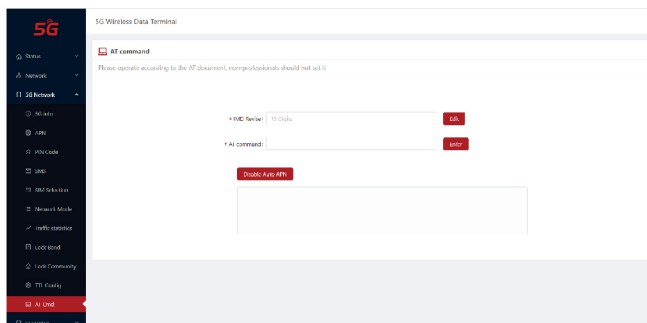 5G
5G Wireless Data Terminal
AT command
Please operate according to the AT document, non-professionals should not set it
Status
Network
5G Network
5G Info
APN
PIN Code
SMS
SIM Selection
Network Mode
Traffic statistics
Lock Band
Lock Community
TTL Config
AT Cmd
* IMEI Revise:
15 Digits
Edit
* AT command:
Enter
Disable Auto APN